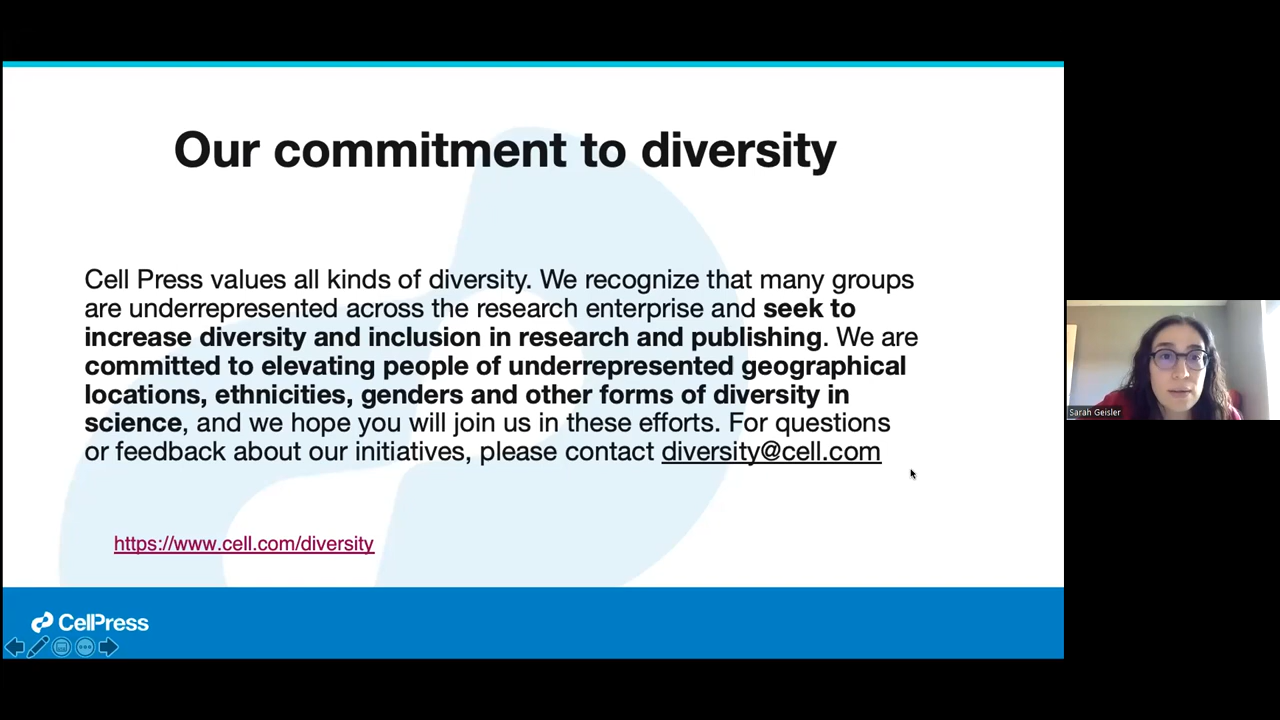 Our commitment to diversity
Cell Press values all kinds of diversity. We recognize that many groups
are underrepresented across the research enterprise and seek to
increase diversity and inclusion in research and publishing. We are
committed to elevating people of underrepresented geographical
locations, ethnicities, genders and other forms of diversity in
science, and we hope you will join us in these efforts. For questions
or feedback about our initiatives, please contact diversity@cell.com
https://www.cell.com/diversity
CellPress
Sarah Geisler